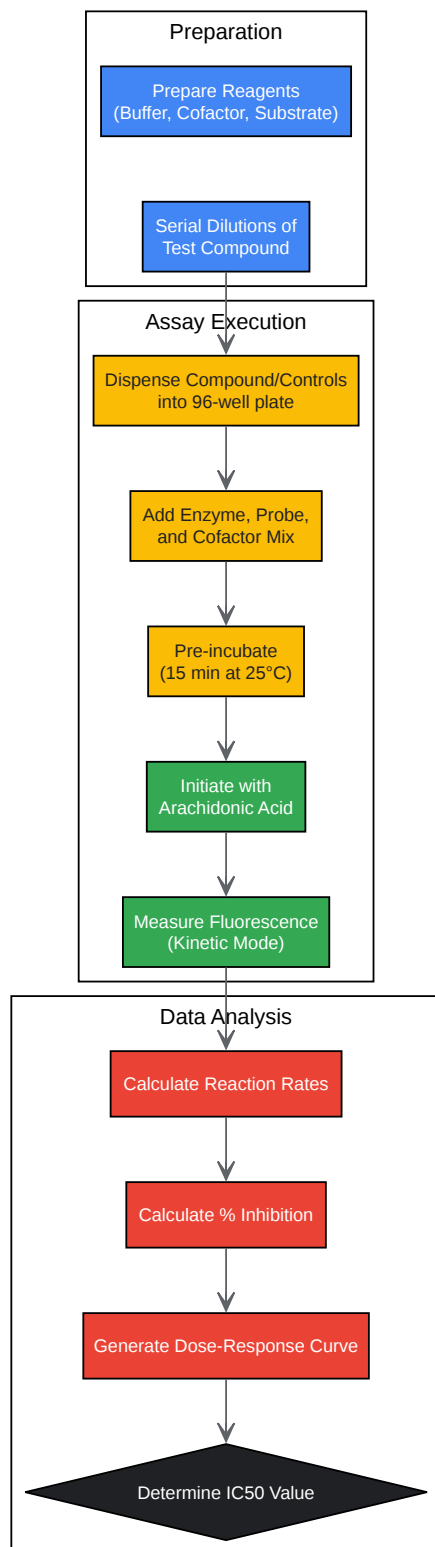 Preparation
Prepare Reagents
(Buffer, Cofactor, Substrate)
Serial Dilutions of
Test Compound
Assay Execution
Dispense Compound/Controls
into 96-well plate
Add Enzyme, Probe,
and Cofactor Mix
Pre-incubate
(15 min at 25°C)
Initiate with
Arachidonic Acid
Measure Fluorescence
(Kinetic Mode)
Data Analysis
Calculate Reaction Rates
Calculate % Inhibition
Generate Dose-Response Curve
Determine IC50 Value